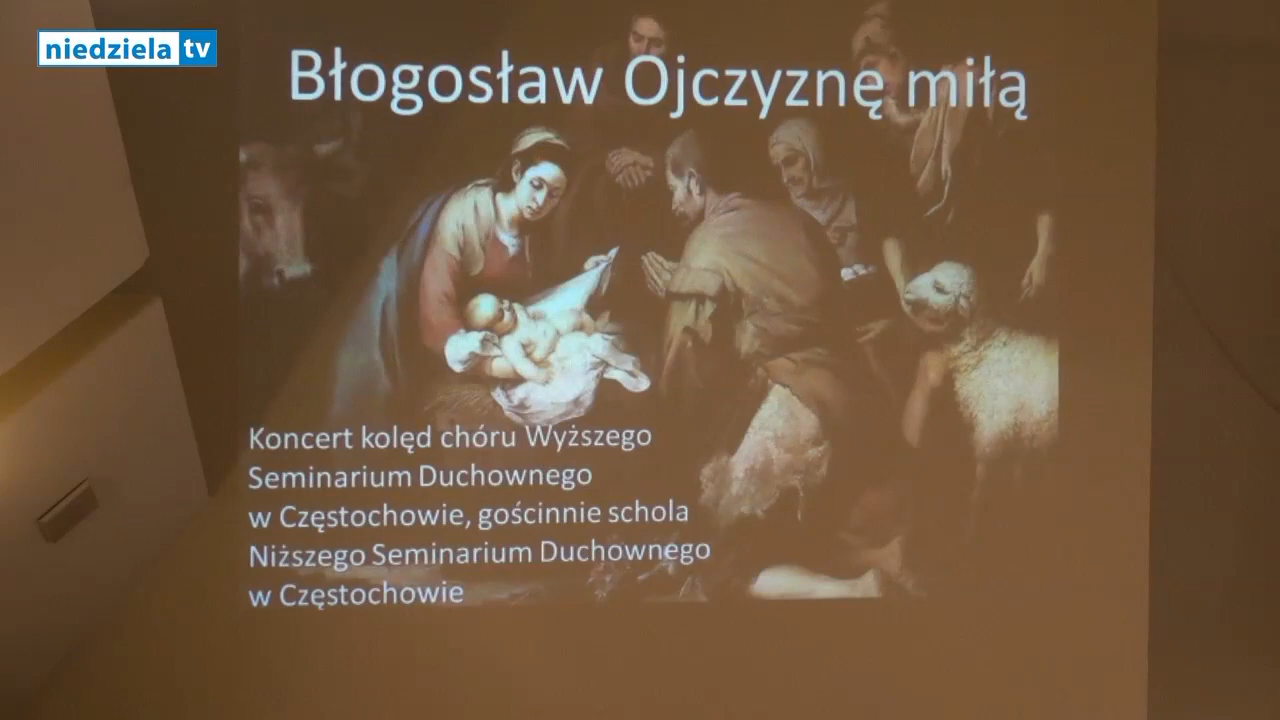 niedziela tv
Błogosław Ojczyznę miłą
Koncert kolęd chóru Wyższego
Seminarium Duchownego
w Częstochowie, gościnnie schola
Niższego Seminarium Duchownego
w Częstochowie